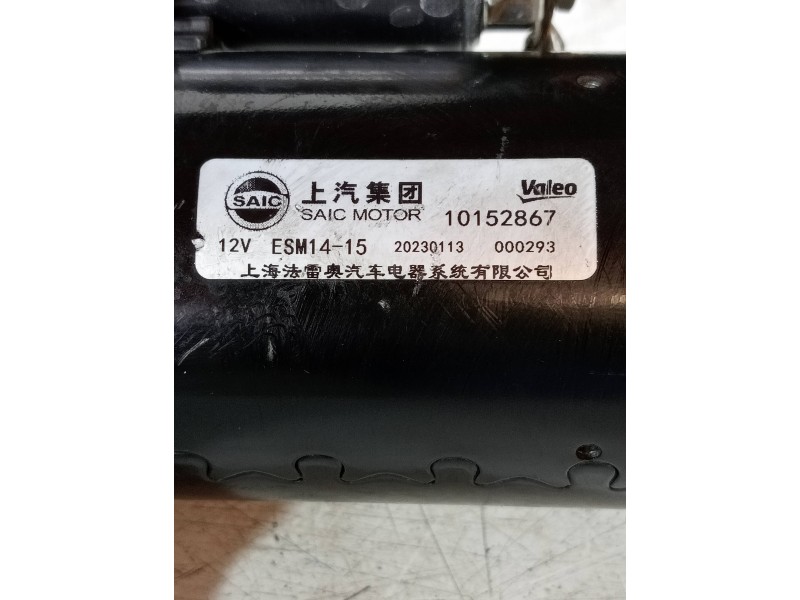 SAIC 上汽集团 Valeo
SAIC MOTOR 10152867
12V ESM14-15 20230113 000293
上海法雷奥汽车电器系统有限公司